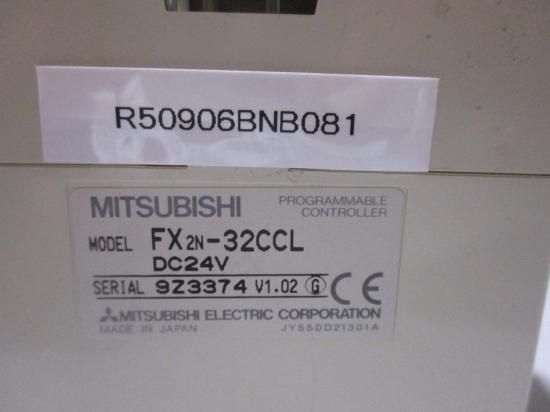 R50906BNB081
MITSUBISHI PROGRAMMABLE CONTROLLER
MODEL FX2N-32CCL
DC24V
SERIAL 9Z3374 V1.02 G CE
MITSUBISHI ELECTRIC CORPORATION
MADE IN JAPAN JY550D21301A